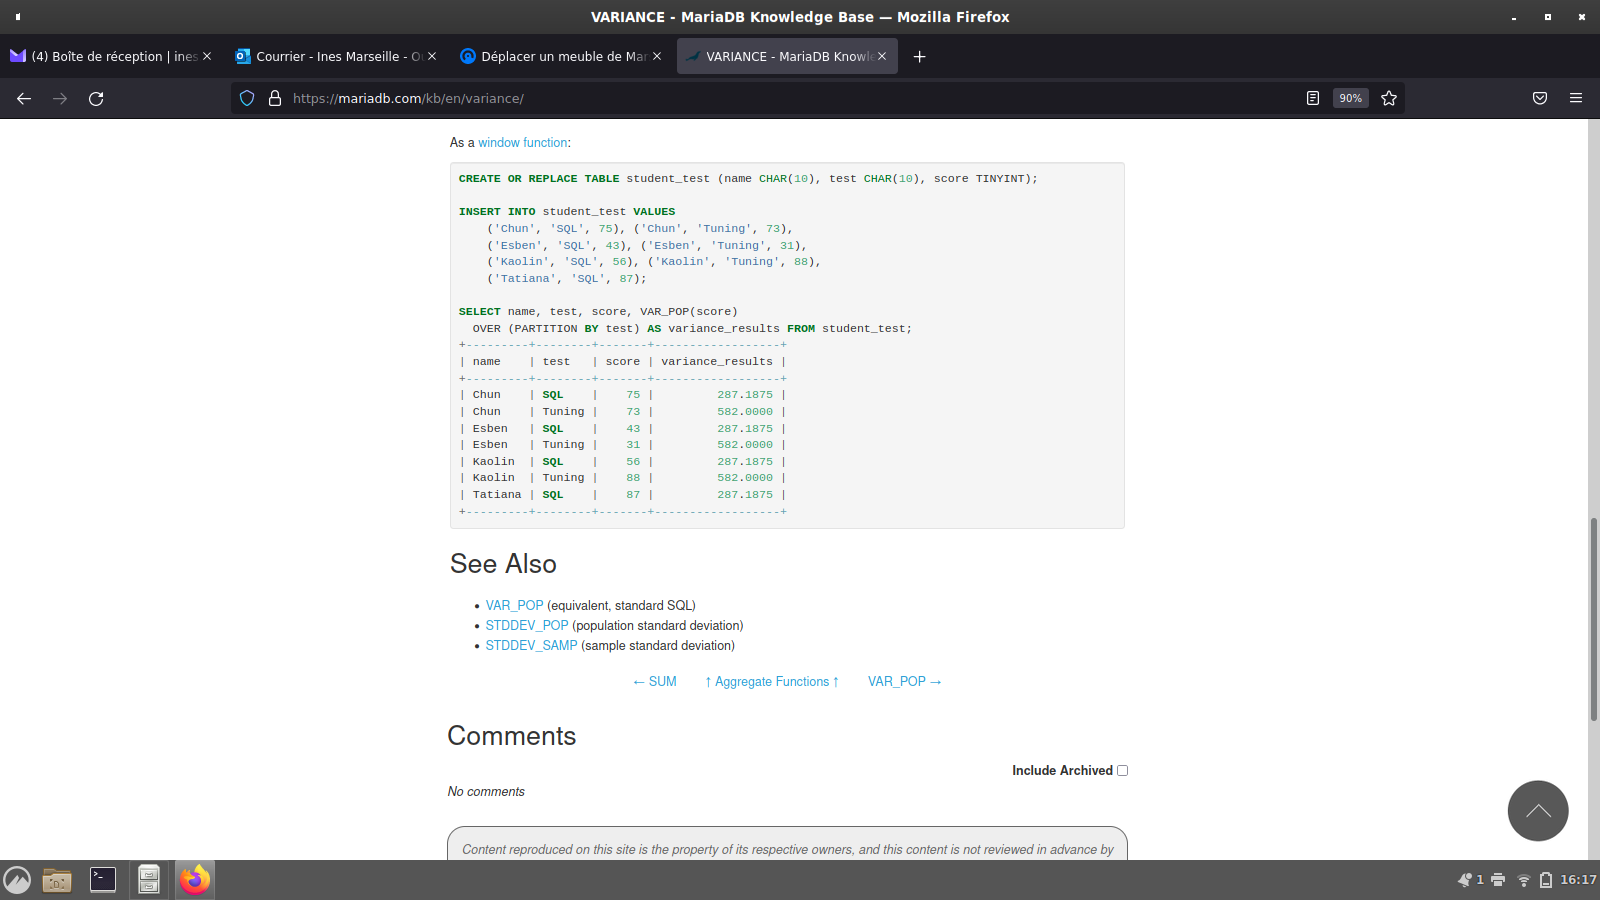 VARIANCE - MariaDB Knowledge Base — Mozilla Firefox
(4) Boîte de réception | ines
Courrier - Ines Marseille - O
Déplacer un meuble de Mar
VARIANCE - MariaDB Knowle
https://mariadb.com/kb/en/variance/
90%
As a window function:
CREATE OR REPLACE TABLE student_test (name CHAR(10), test CHAR(10), score TINYINT);
INSERT INTO student_test VALUES
('Chun', 'SQL', 75), ('Chun', 'Tuning', 73),
('Esben', 'SQL', 43), ('Esben', 'Tuning', 31),
('Kaolin', 'SQL', 56), ('Kaolin', 'Tuning', 88),
('Tatiana', 'SQL', 87);
SELECT name, test, score, VAR_POP(score)
OVER (PARTITION BY test) AS variance_results FROM student_test;
+---------+--------+-------+------------------+
| name    | test   | score | variance_results |
+---------+--------+-------+------------------+
| Chun    | SQL    |    75 |         287.1875 |
| Chun    | Tuning |    73 |         582.0000 |
| Esben   | SQL    |    43 |         287.1875 |
| Esben   | Tuning |    31 |         582.0000 |
| Kaolin  | SQL    |    56 |         287.1875 |
| Kaolin  | Tuning |    88 |         582.0000 |
| Tatiana | SQL    |    87 |         287.1875 |
+---------+--------+-------+------------------+
See Also
• VAR_POP (equivalent, standard SQL)
• STDDEV_POP (population standard deviation)
• STDDEV_SAMP (sample standard deviation)
← SUM ↑ Aggregate Functions ↑ VAR_POP →
Comments
Include Archived
No comments
Content reproduced on this site is the property of its respective owners, and this content is not reviewed in advance by
1 16:17